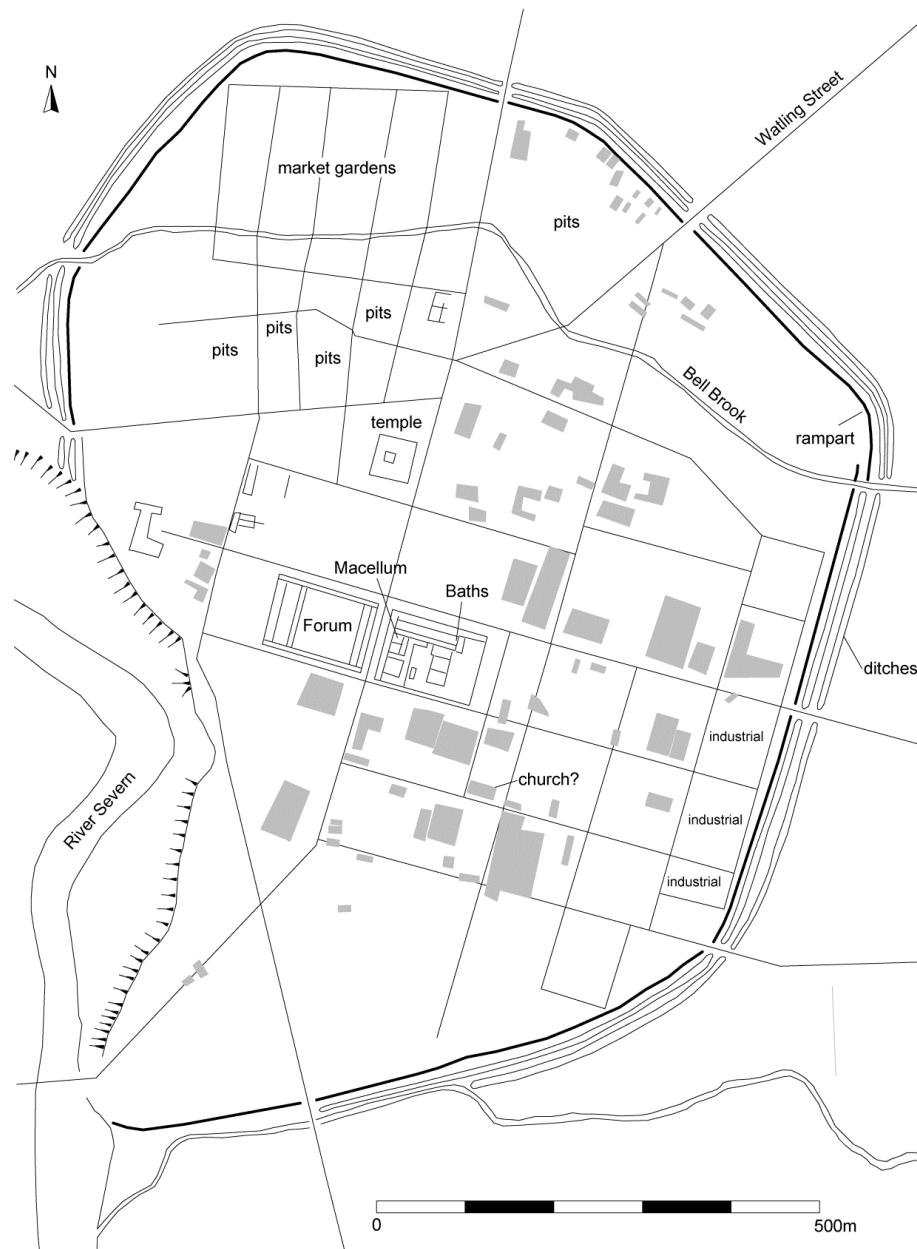 N
Watling Street
market gardens
pits
pits
pits
pits
pits
Bell Brook
temple
rampart
Macellum
Baths
Forum
ditches
industrial
church?
River Severn
industrial
industrial
0
500m